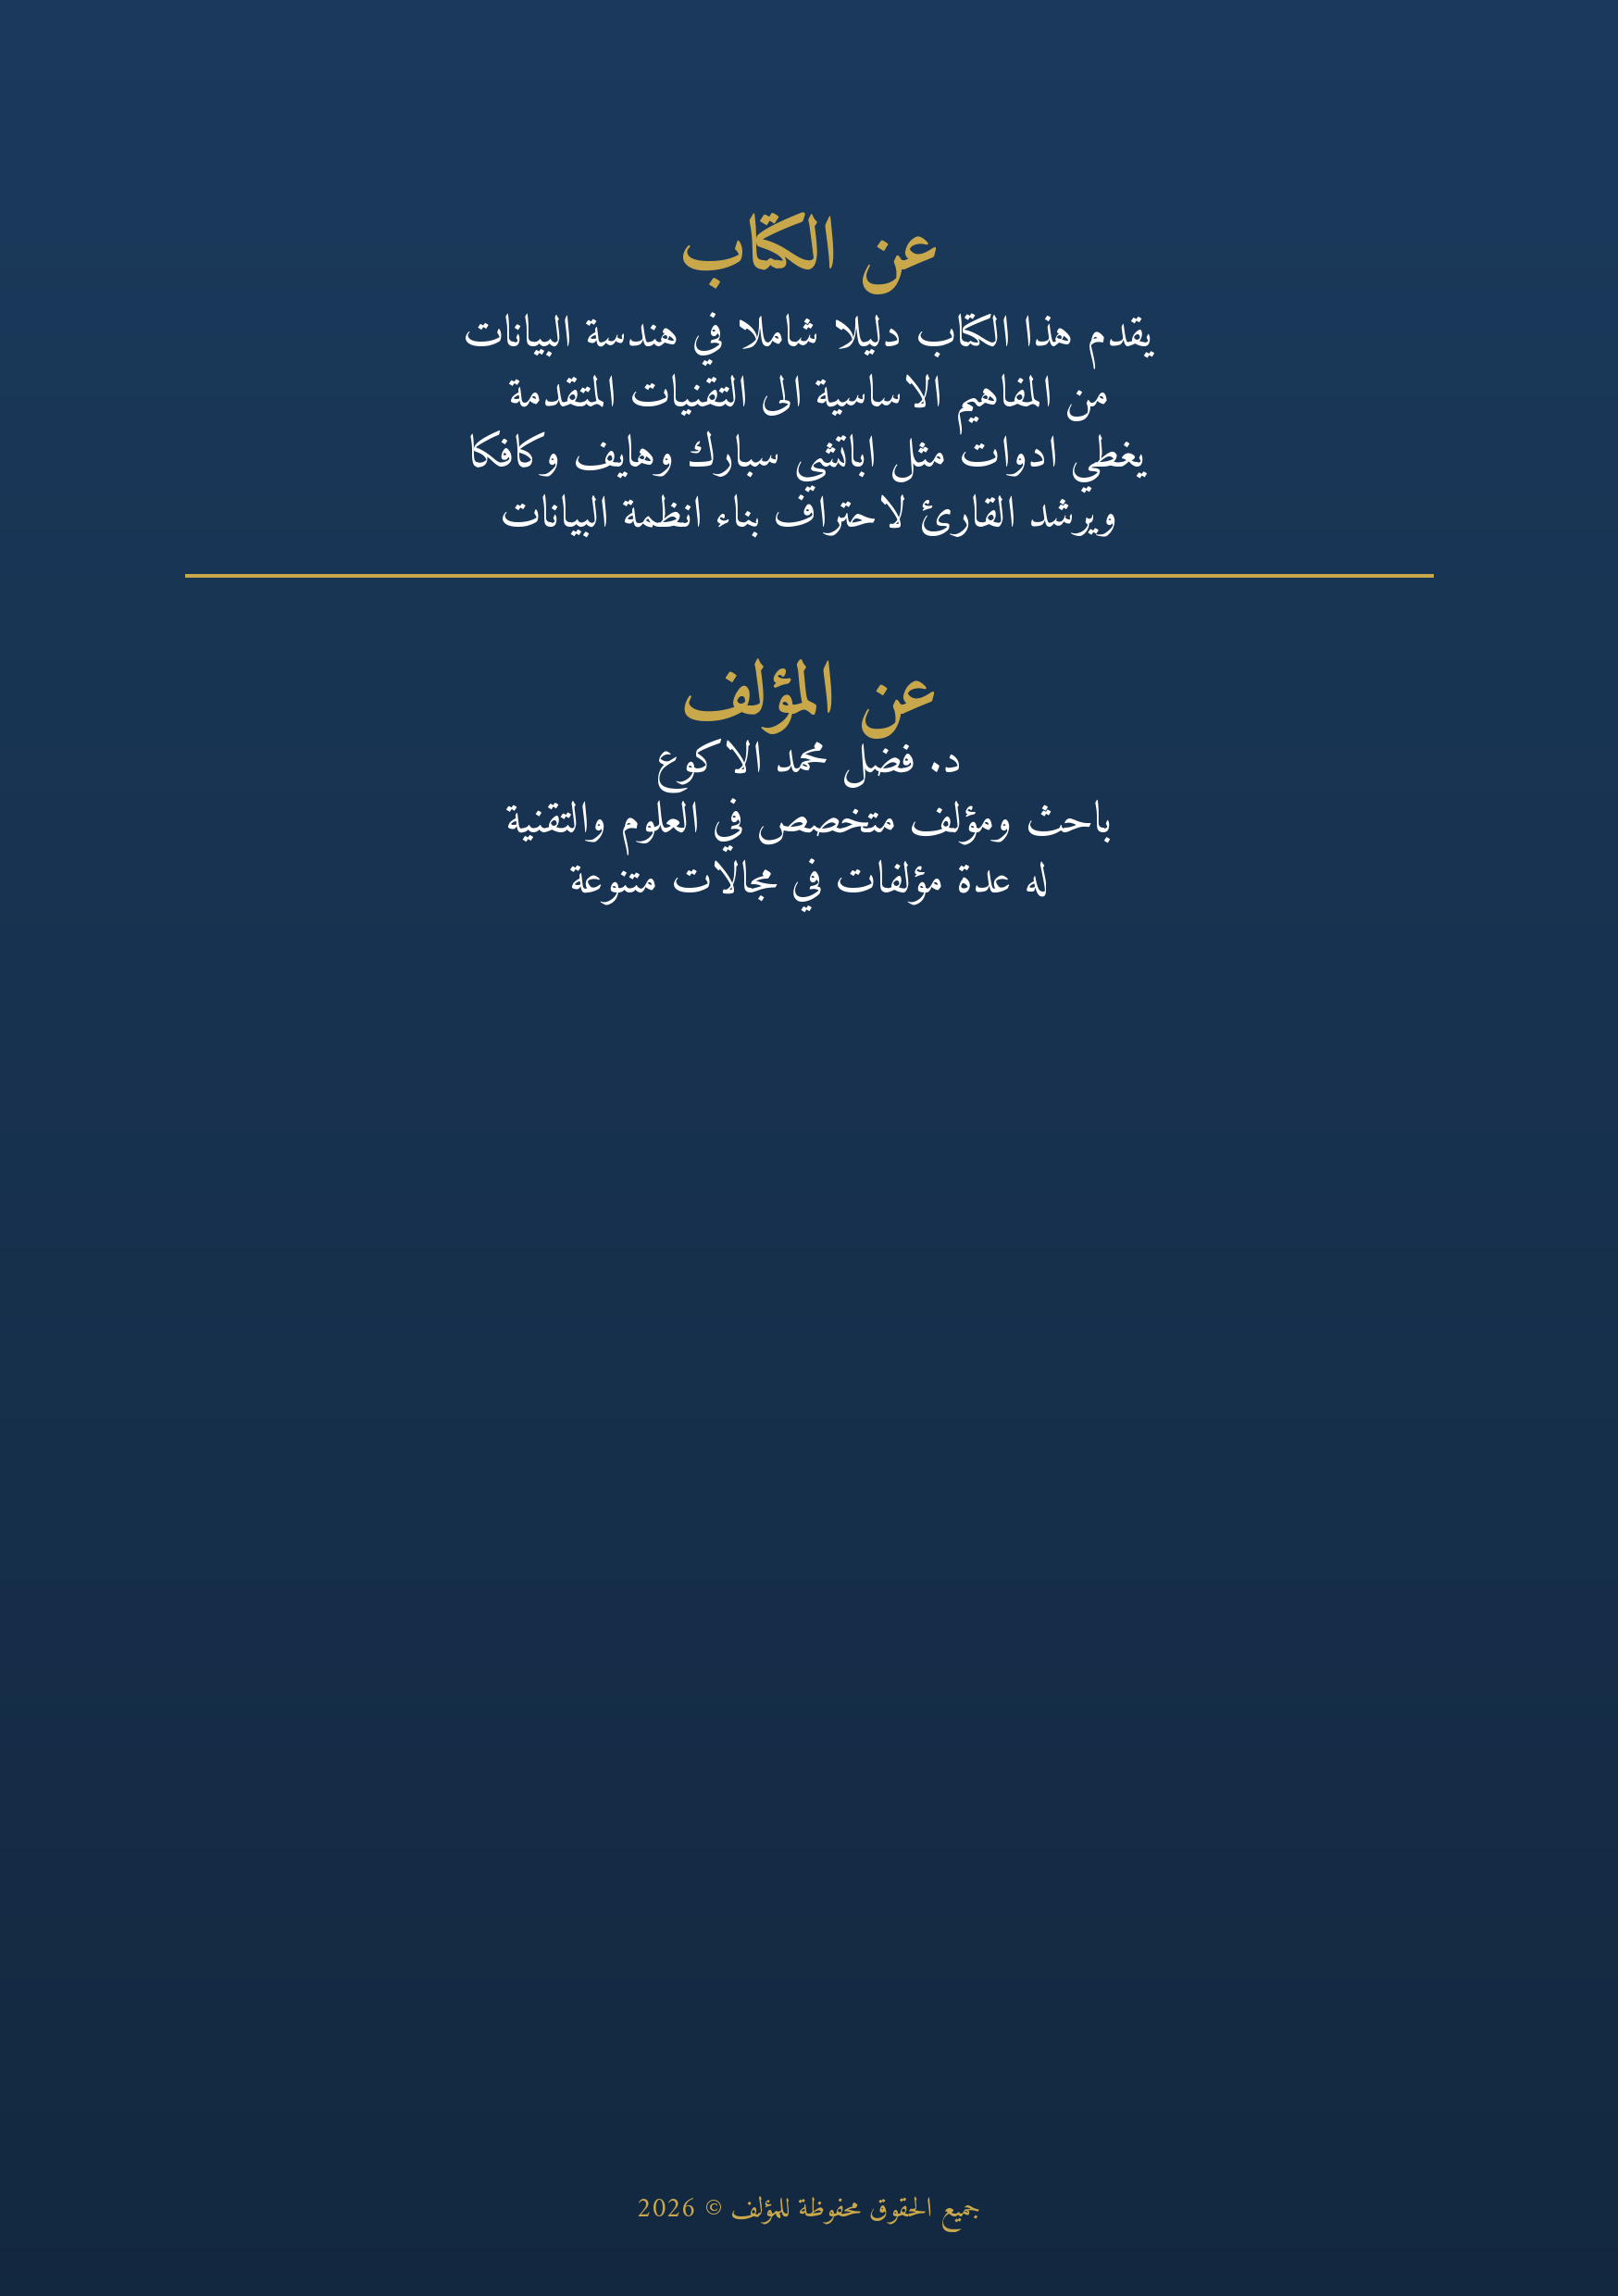 عن الكتاب
يقدم هذا الكتاب دليلا شاملا في هندسة البيانات
من المفاهيم الاساسية الى التقنيات المتقدمة
يغطي ادوات مثل اباتشي سبارك وهايف وكافكا
ويرشد القارئ لاحتراف بناء انظمة البيانات
عن المؤلف
د. فضل محمد الاكوع
باحث ومؤلف متخصص في العلوم والتقنية
له عدة مؤلفات في مجالات متنوعة
جميع الحقوق محفوظة للمؤلف © 2026